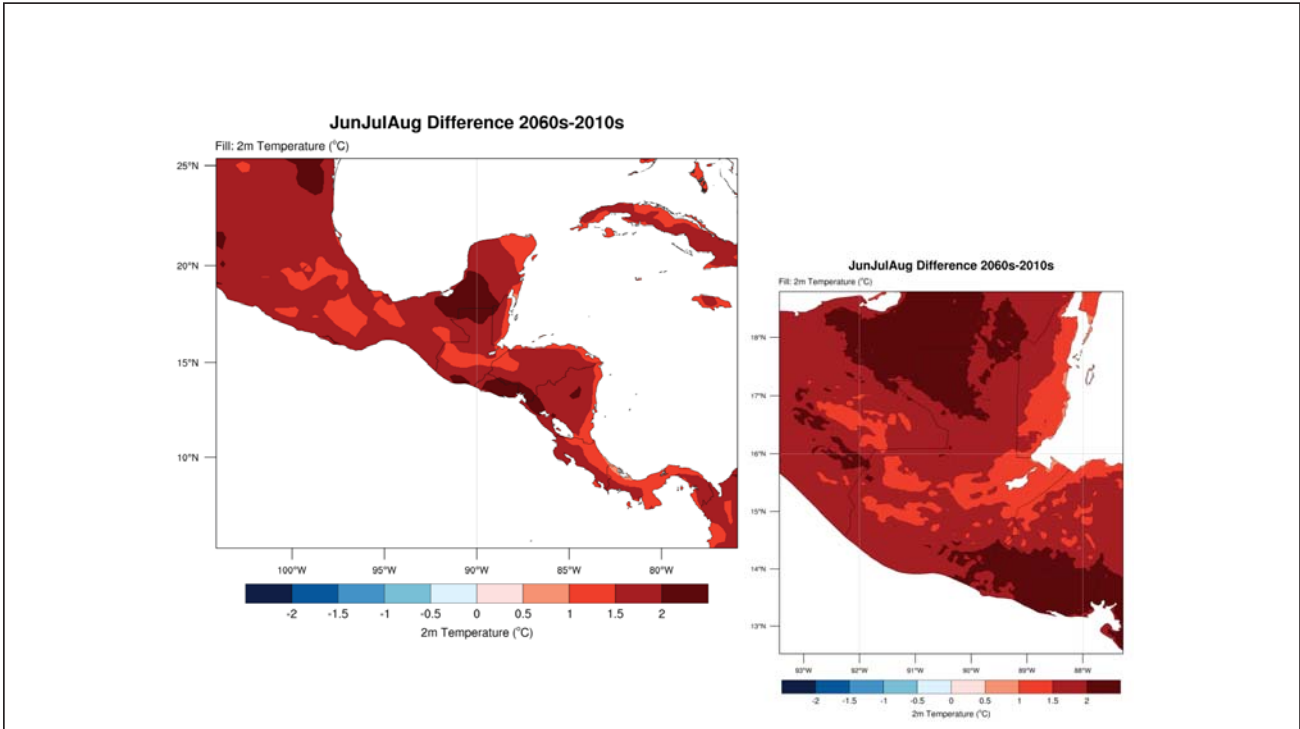 JunJulAug Difference 2060s-2010s
Fill: 2m Temperature (°C)
25°N
20°N
15°N
10°N
100°W 95°W 90°W 85°W 80°W
-2 -1.5 -1 -0.5 0 0.5 1 1.5 2
2m Temperature (°C)
JunJulAug Difference 2060s-2010s
Fill: 2m Temperature (°C)
18°N
17°N
16°N
15°N
14°N
13°N
93°W 92°W 91°W 90°W 89°W 88°W
-2 -1.5 -1 -0.5 0 0.5 1 1.5 2
2m Temperature (°C)